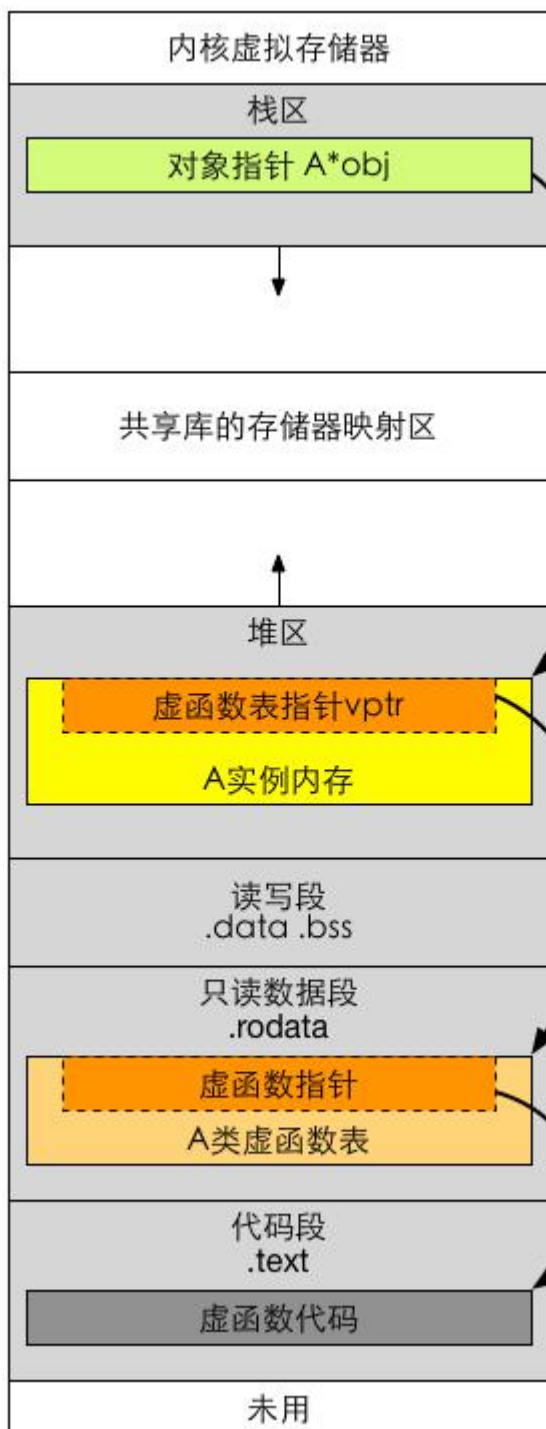 内核虚拟存储器
栈区
对象指针 A*obj
共享库的存储器映射区
堆区
虚函数表指针vptr
A实例内存
读写段
.data .bss
只读数据段
.rodata
虚函数指针
A类虚函数表
代码段
.text
虚函数代码
未用